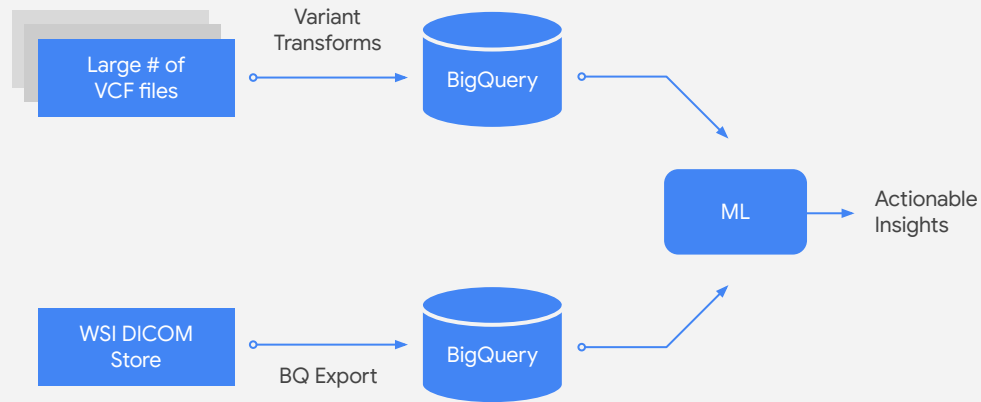 Variant
Transforms
Large # of
VCF files
BigQuery
ML
Actionable
Insights
WSI DICOM
Store
BQ Export
BigQuery